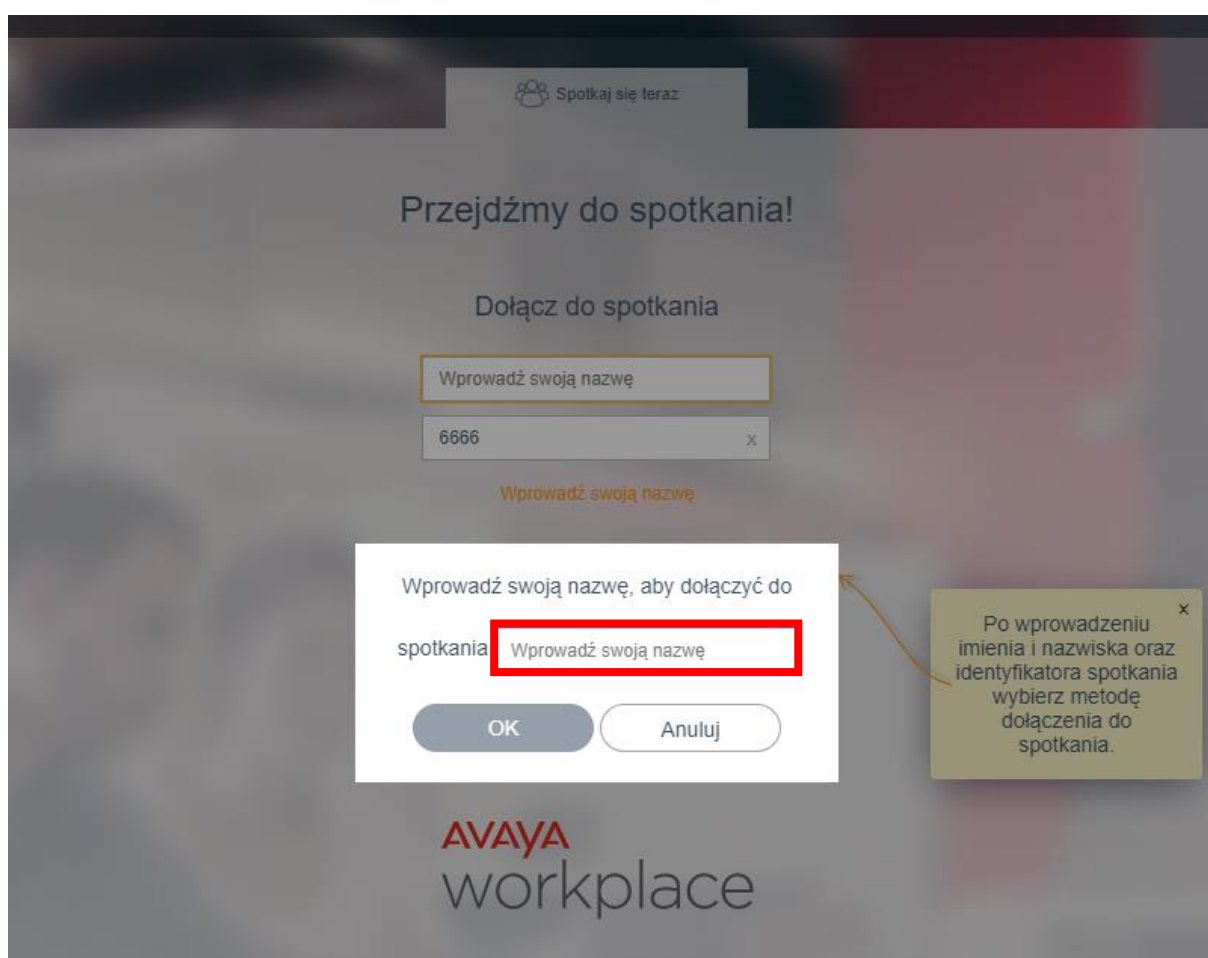 Spotkaj się teraz
Przejdźmy do spotkania!
Dołącz do spotkania
Wprowadź swoją nazwę
6666 x
Wprowadź swoją nazwę
Wprowadź swoją nazwę, aby dołączyć do
spotkania Wprowadź swoją nazwę
OK Anuluj
x
Po wprowadzeniu
imienia i nazwiska oraz
identyfikatora spotkania
wybierz metodę
dołączenia do
spotkania.
AVAYA
workplace